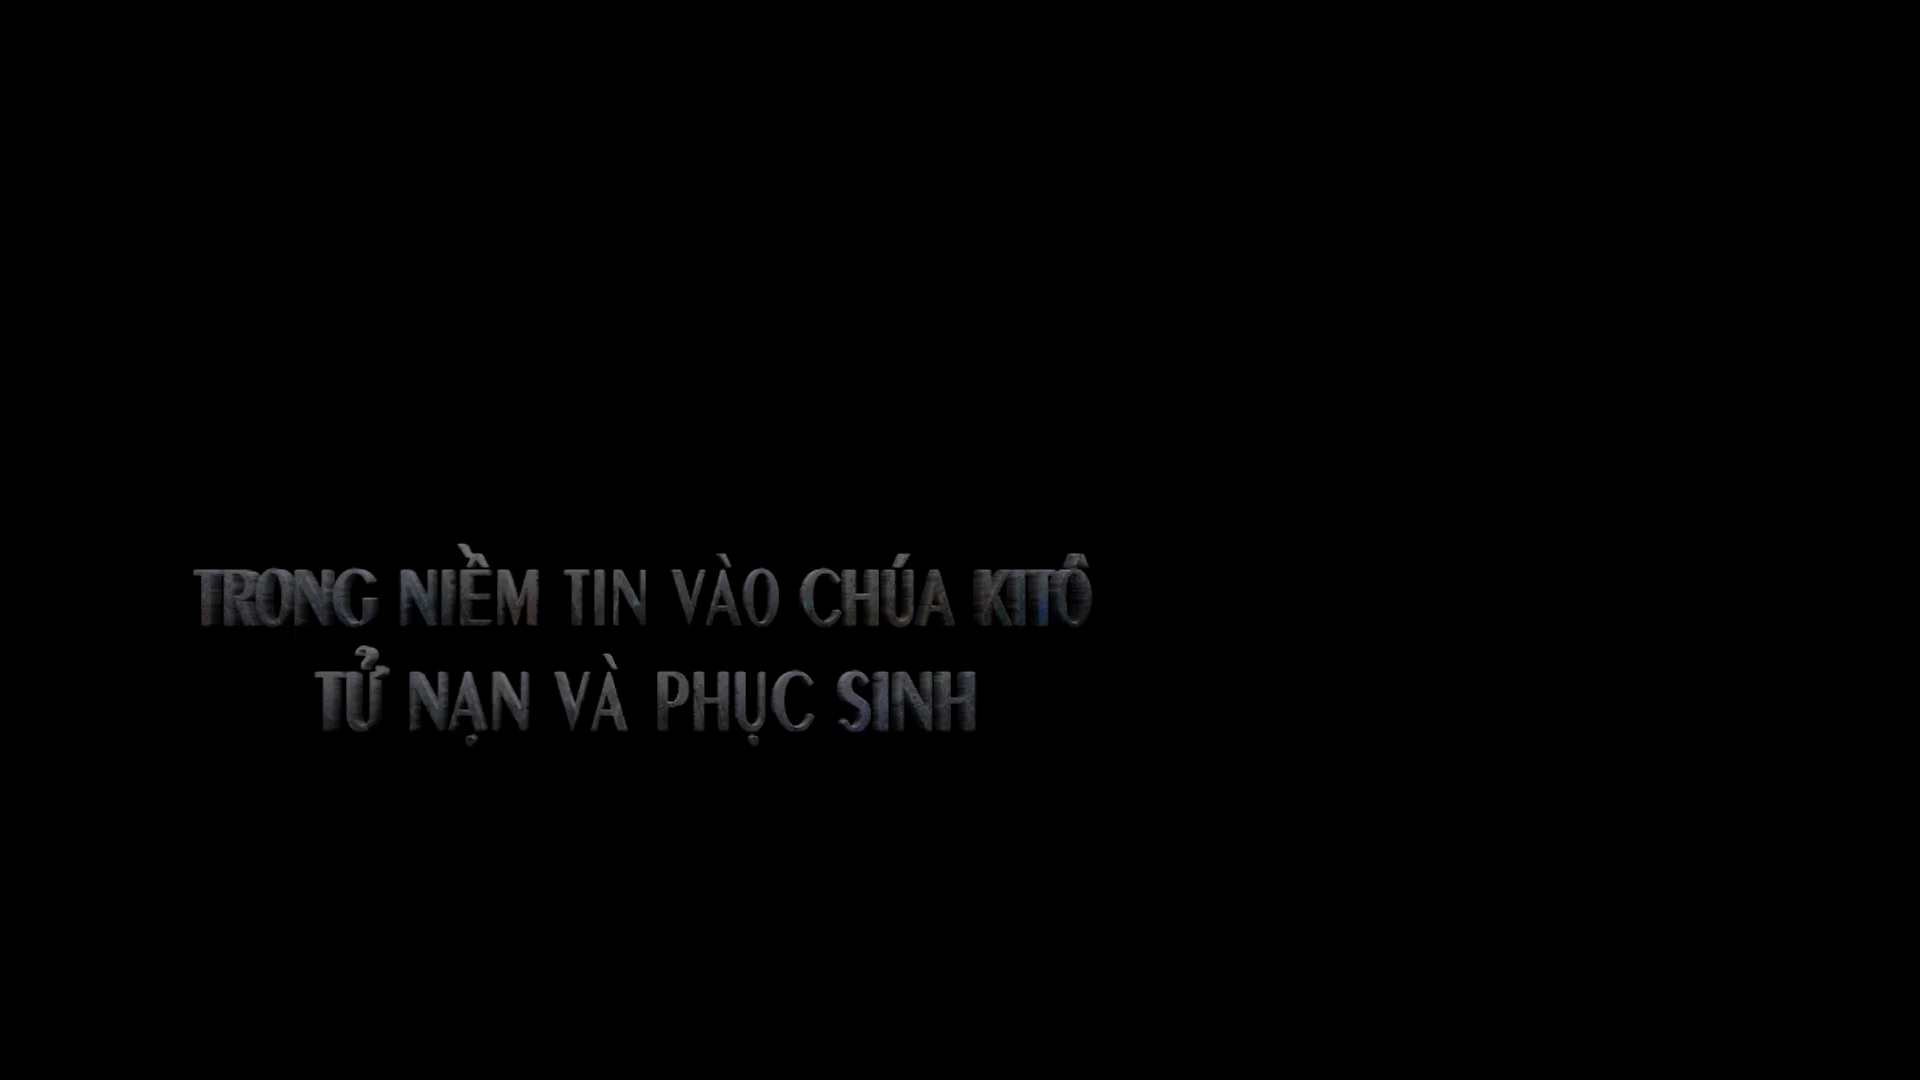 TRONG NIỀM TIN VÀO CHÚA KITÔ
TỬ NẠN VÀ PHỤC SINH